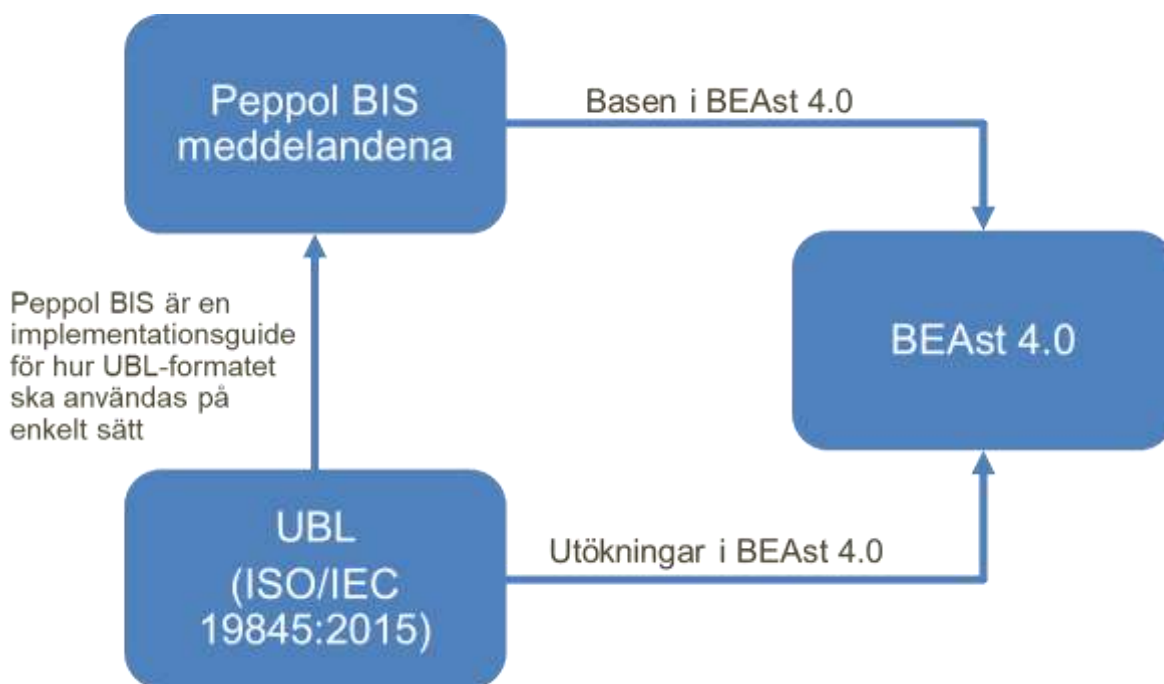 Peppol BIS
meddelandena
Basen i BEAst 4.0
BEAst 4.0
Peppol BIS är en
implementationsguide
för hur UBL-formatet
ska användas på
enkelt sätt
UBL
(ISO/IEC
19845:2015)
Utökningar i BEAst 4.0